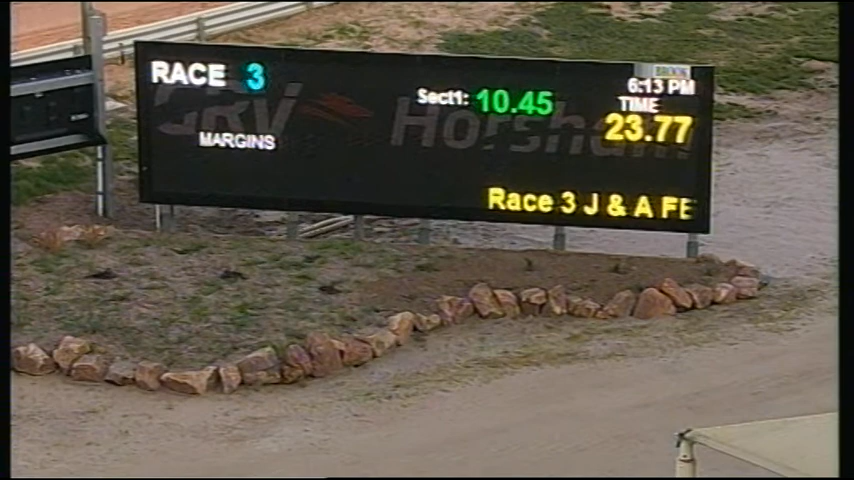 RACE 3
GRV Horsham
6:13 PM
Sect1: 10.45
TIME
23.77
MARGINS
Race 3 J & A FE